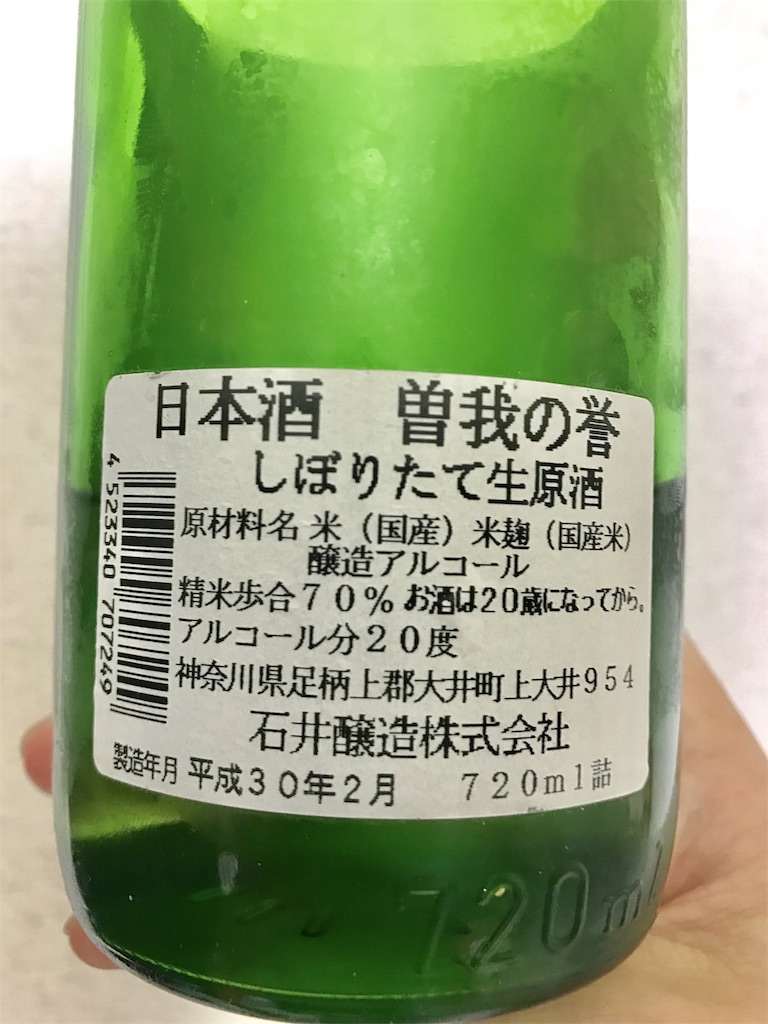 日本酒　曽我の誉
しぼりたて生原酒
原材料名 米（国産）米麹（国産米）
醸造アルコール
精米歩合７０％ お酒は20歳になってから。
アルコール分２０度
神奈川県足柄上郡大井町上大井９５４
石井醸造株式会社
製造年月 平成３０年２月　７２０ｍｌ詰
4 523340 707249
720ml